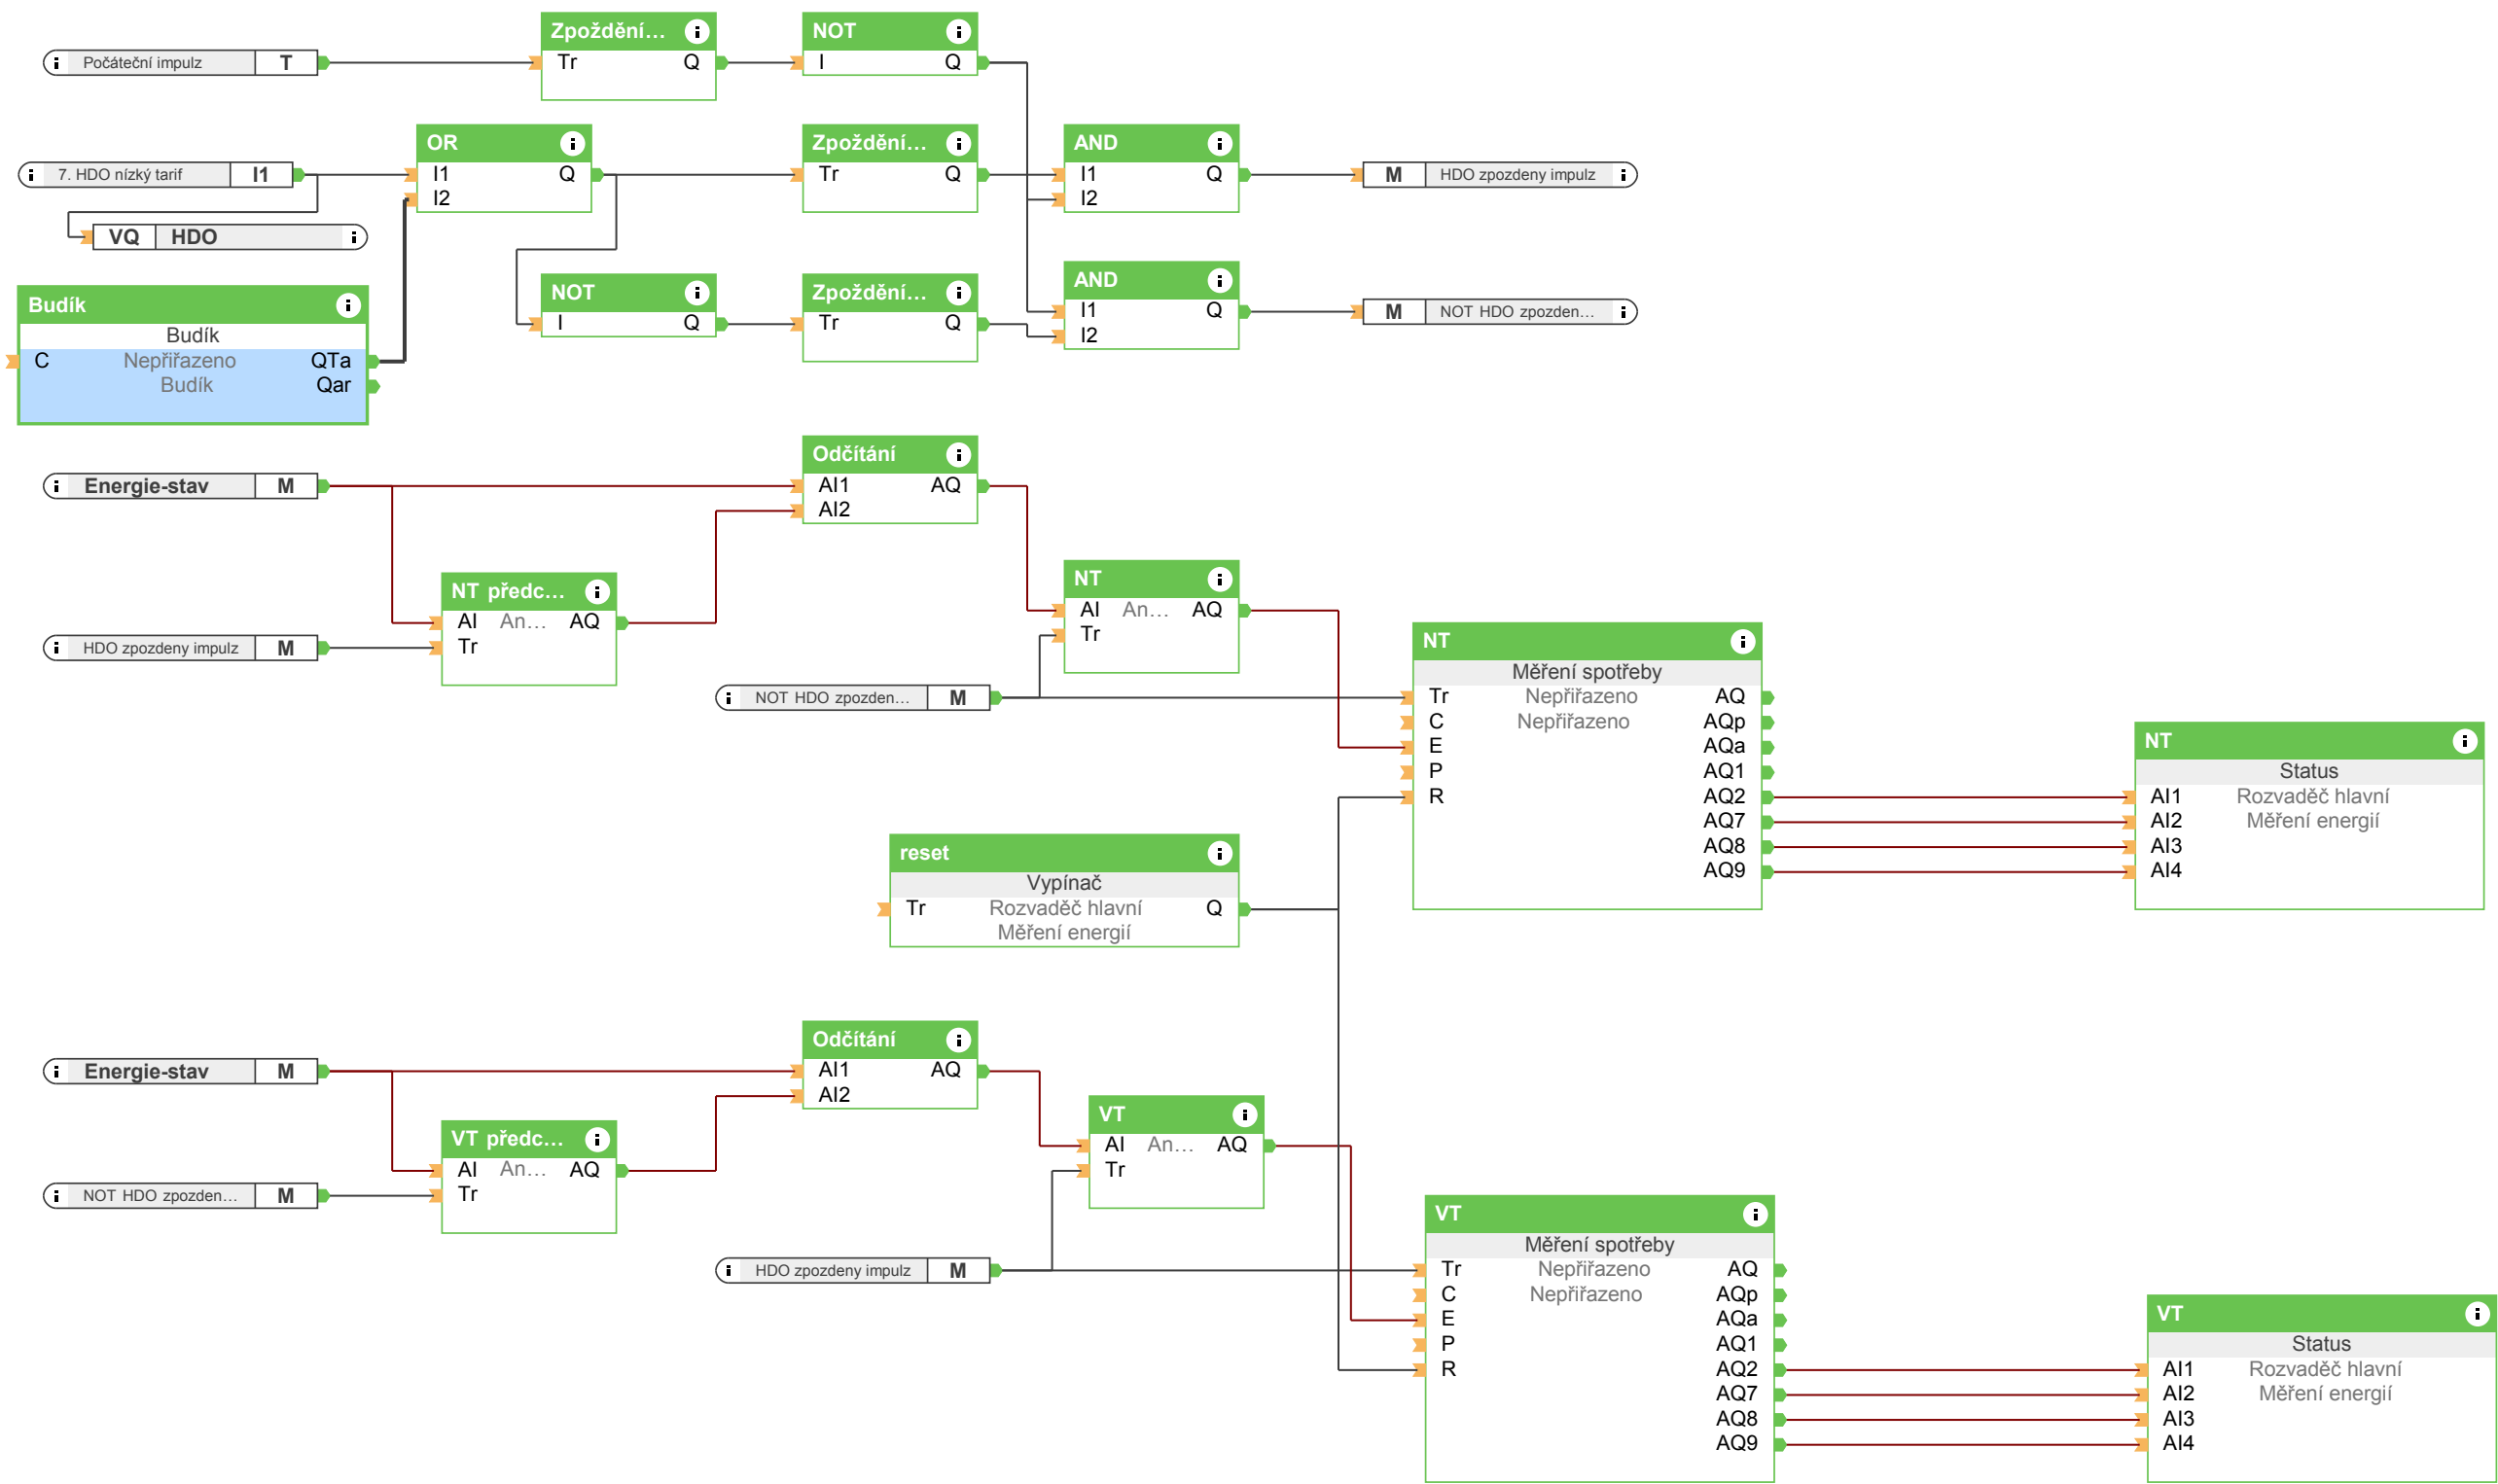 Zpoždění…
NOT
Počáteční impulz T
Tr Q
I Q
OR
Zpoždění…
AND
7. HDO nízký tarif I1
I1 Q
I2
Tr Q
I1 Q
I2
M HDO zpozdeny impulz
VQ HDO
NOT
I Q
Zpoždění…
Tr Q
AND
I1 Q
I2
M NOT HDO zpozden…
Budík
Budík
C Nepřiřazeno QTa
Budík Qar
Odčítání
Energie-stav M
AI1 AQ
AI2
NT předc…
AI An… AQ
Tr
HDO zpozdeny impulz M
NT
AI An… AQ
Tr
NOT HDO zpozden… M
NT
Měření spotřeby
Tr Nepřiřazeno AQ
C Nepřiřazeno AQp
E AQa
P AQ1
R AQ2
AQ7
AQ8
AQ9
NT
Status
AI1 Rozvaděč hlavní
AI2 Měření energií
AI3
AI4
reset
Vypínač
Tr Rozvaděč hlavní Q
Měření energií
Odčítání
Energie-stav M
AI1 AQ
AI2
VT předc…
AI An… AQ
Tr
NOT HDO zpozden… M
VT
AI An… AQ
Tr
HDO zpozdeny impulz M
VT
Měření spotřeby
Tr Nepřiřazeno AQ
C Nepřiřazeno AQp
E AQa
P AQ1
R AQ2
AQ7
AQ8
AQ9
VT
Status
AI1 Rozvaděč hlavní
AI2 Měření energií
AI3
AI4